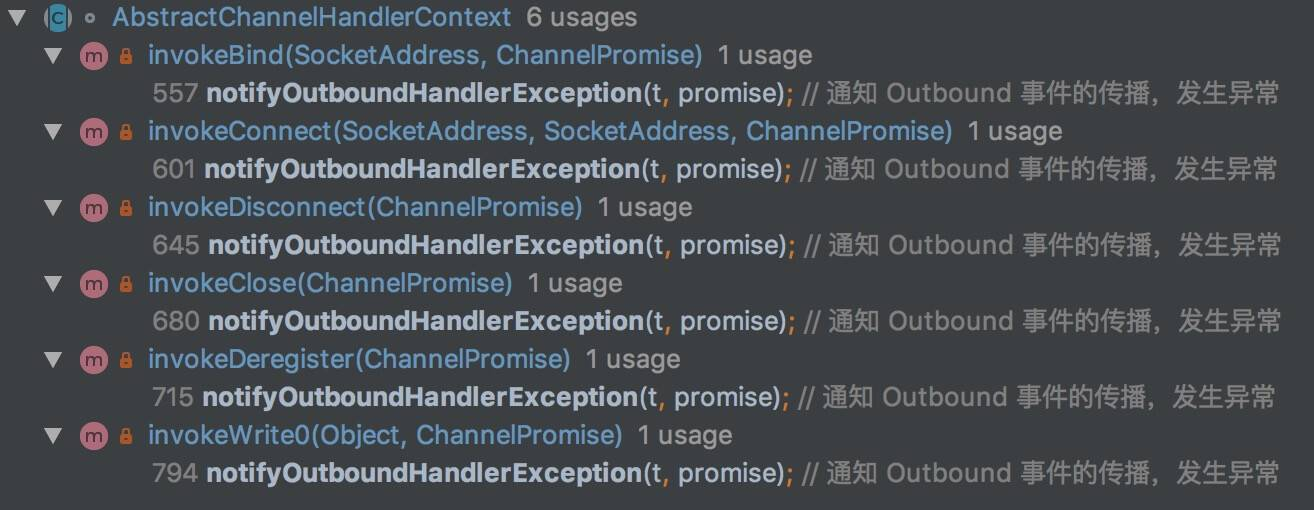 AbstractChannelHandlerContext 6 usages
invokeBind(SocketAddress, ChannelPromise) 1 usage
557 notifyOutboundHandlerException(t, promise); // 通知 Outbound 事件的传播，发生异常
invokeConnect(SocketAddress, SocketAddress, ChannelPromise) 1 usage
601 notifyOutboundHandlerException(t, promise); // 通知 Outbound 事件的传播，发生异常
invokeDisconnect(ChannelPromise) 1 usage
645 notifyOutboundHandlerException(t, promise); // 通知 Outbound 事件的传播，发生异常
invokeClose(ChannelPromise) 1 usage
680 notifyOutboundHandlerException(t, promise); // 通知 Outbound 事件的传播，发生异常
invokeDeregister(ChannelPromise) 1 usage
715 notifyOutboundHandlerException(t, promise); // 通知 Outbound 事件的传播，发生异常
invokeWrite0(Object, ChannelPromise) 1 usage
794 notifyOutboundHandlerException(t, promise); // 通知 Outbound 事件的传播，发生异常